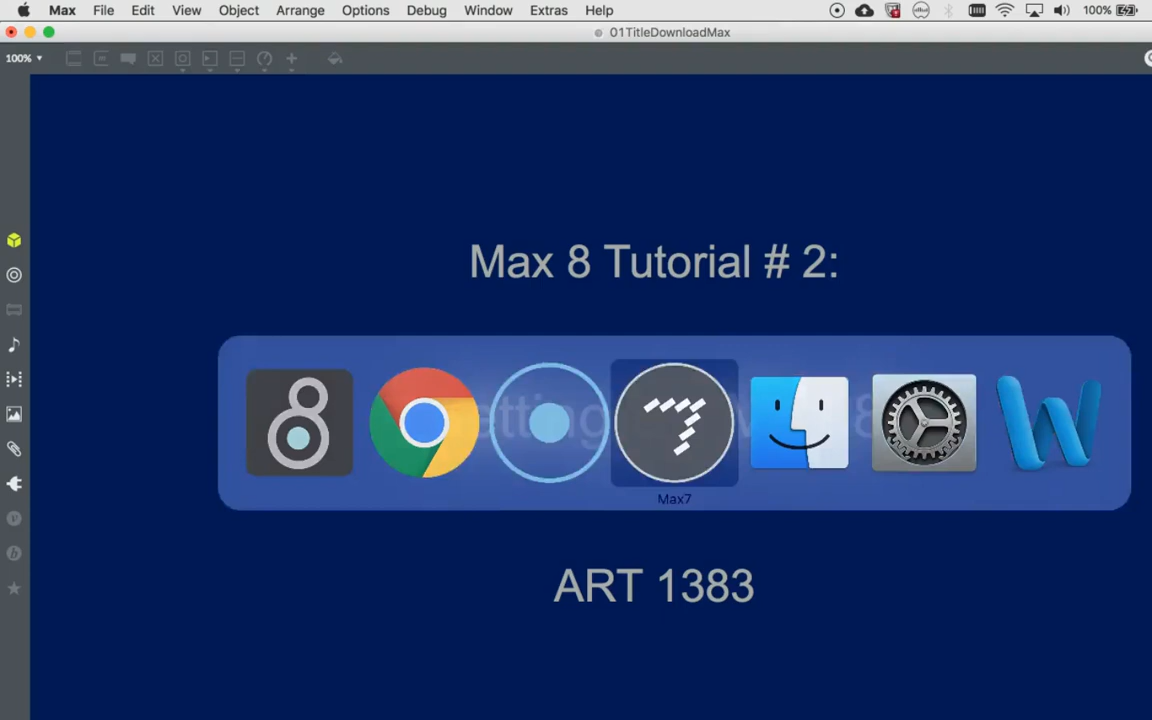 Max File Edit View Object Arrange Options Debug Window Extras Help 100%
01TitleDownloadMax
100%
Max 8 Tutorial # 2:
Max7
ART 1383